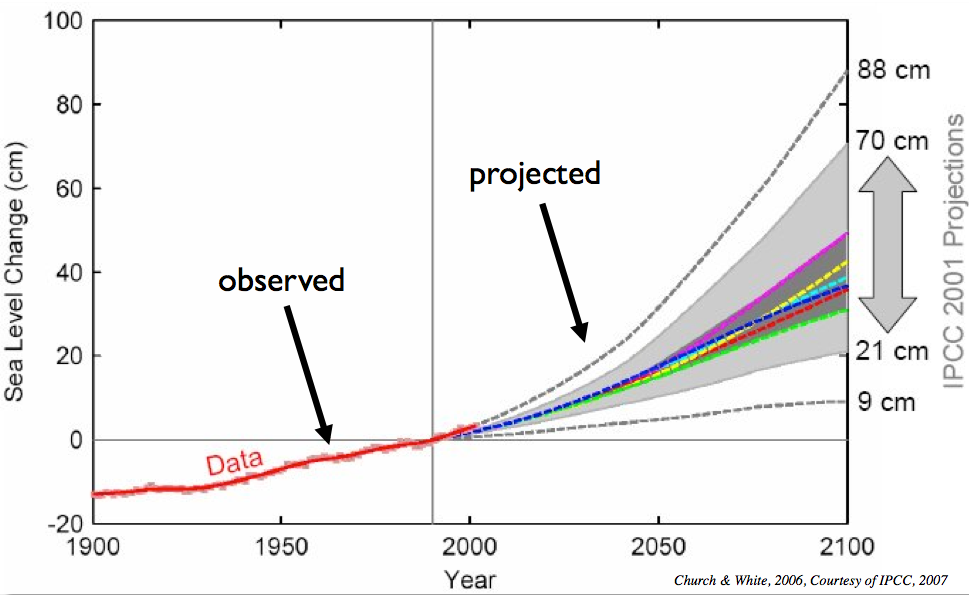 100
80
60
40
20
0
-20
Sea Level Change (cm)
observed
projected
Data
88 cm
70 cm
21 cm
9 cm
IPCC 2001 Projections
1900
1950
2000
2050
2100
Year
Church & White, 2006, Courtesy of IPCC, 2007